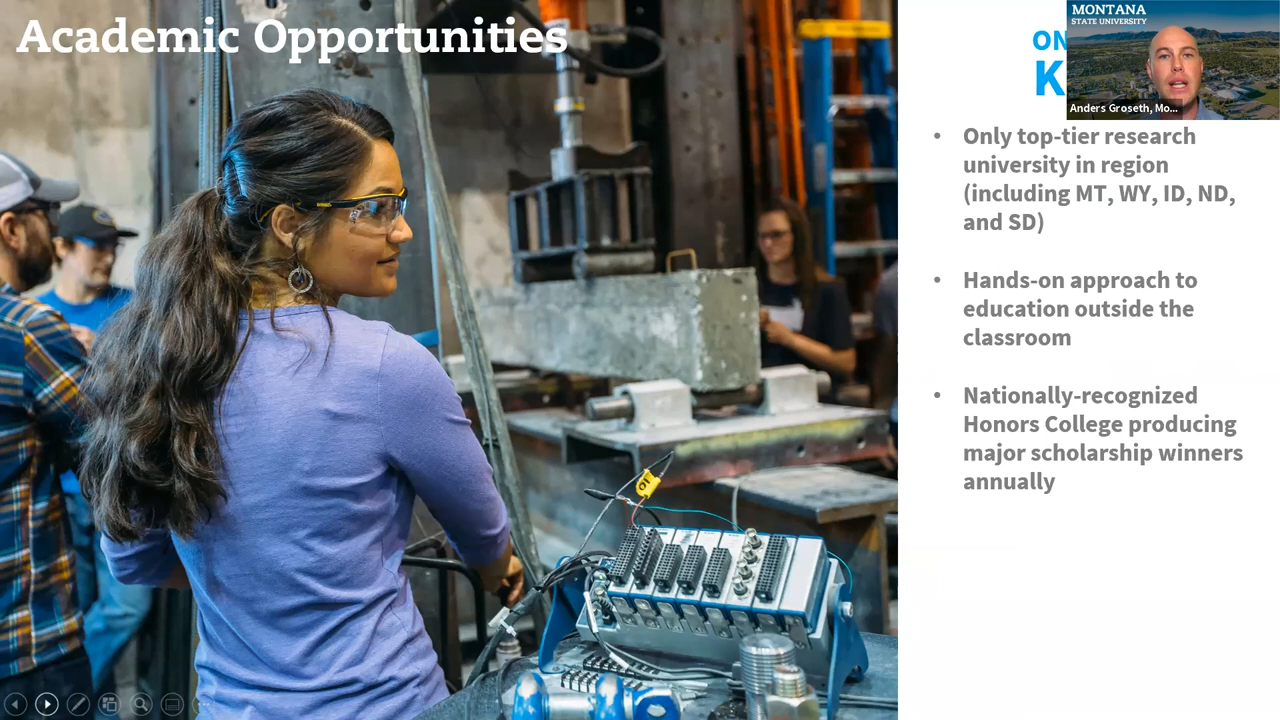 Academic Opportunities
MONTANA
STATE UNIVERSITY
ON
K
Anders Groseth, Mo...
• Only top-tier research
university in region
(including MT, WY, ID, ND,
and SD)
• Hands-on approach to
education outside the
classroom
• Nationally-recognized
Honors College producing
major scholarship winners
annually